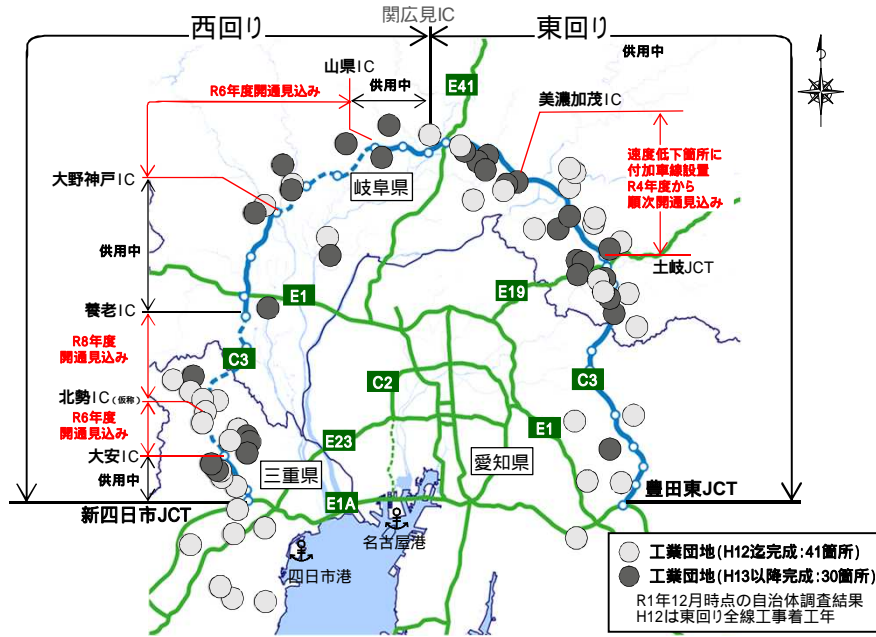 西回り
関広見IC
東回り
供用中
山県IC
R6年度開通見込み
供用中
E41
美濃加茂IC
速度低下箇所に
付加車線設置
R4年度から
順次開通見込み
大野神戸IC
岐阜県
供用中
土岐JCT
E1
E19
養老IC
R8年度
開通見込み
C3
C2
C3
北勢IC(仮称)
R6年度
開通見込み
E23
E1
大安IC
三重県
愛知県
供用中
E1A
豊田東JCT
新四日市JCT
名古屋港
四日市港
工業団地(H12迄完成:41箇所)
工業団地(H13以降完成:30箇所)
R1年12月時点の自治体調査結果
H12は東回り全線工事着工年